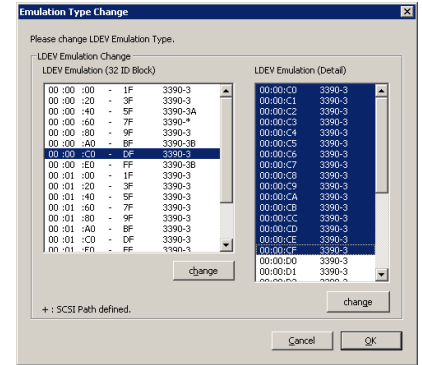 Emulation Type Change
Please change LDEV Emulation Type.
LDEV Emulation Change
LDEV Emulation (32 ID Block)
00 :00 :00 - 1F 3390-3
00 :00 :20 - 3F 3390-3
00 :00 :40 - 5F 3390-3A
00 :00 :60 - 7F 3390-*
00 :00 :80 - 9F 3390-3
00 :00 :A0 - BF 3390-3B
00 :00 :C0 - DF 3390-3
00 :00 :E0 - FF 3390-3B
00 :01 :00 - 1F 3390-3
00 :01 :20 - 3F 3390-3
00 :01 :40 - 5F 3390-3
00 :01 :60 - 7F 3390-3
00 :01 :80 - 9F 3390-3
00 :01 :A0 - BF 3390-3
00 :01 :C0 - DF 3390-3
00 :01 :E0 - FF 3390-3
change
LDEV Emulation (Detail)
00:00:C0 3390-3
00:00:C1 3390-3
00:00:C2 3390-3
00:00:C3 3390-3
00:00:C4 3390-3
00:00:C5 3390-3
00:00:C6 3390-3
00:00:C7 3390-3
00:00:C8 3390-3
00:00:C9 3390-3
00:00:CA 3390-3
00:00:CB 3390-3
00:00:CC 3390-3
00:00:CD 3390-3
00:00:CE 3390-3
00:00:CF 3390-3
00:00:D0 3390-3
00:00:D1 3390-3
change
+ : SCSI Path defined.
Cancel
OK